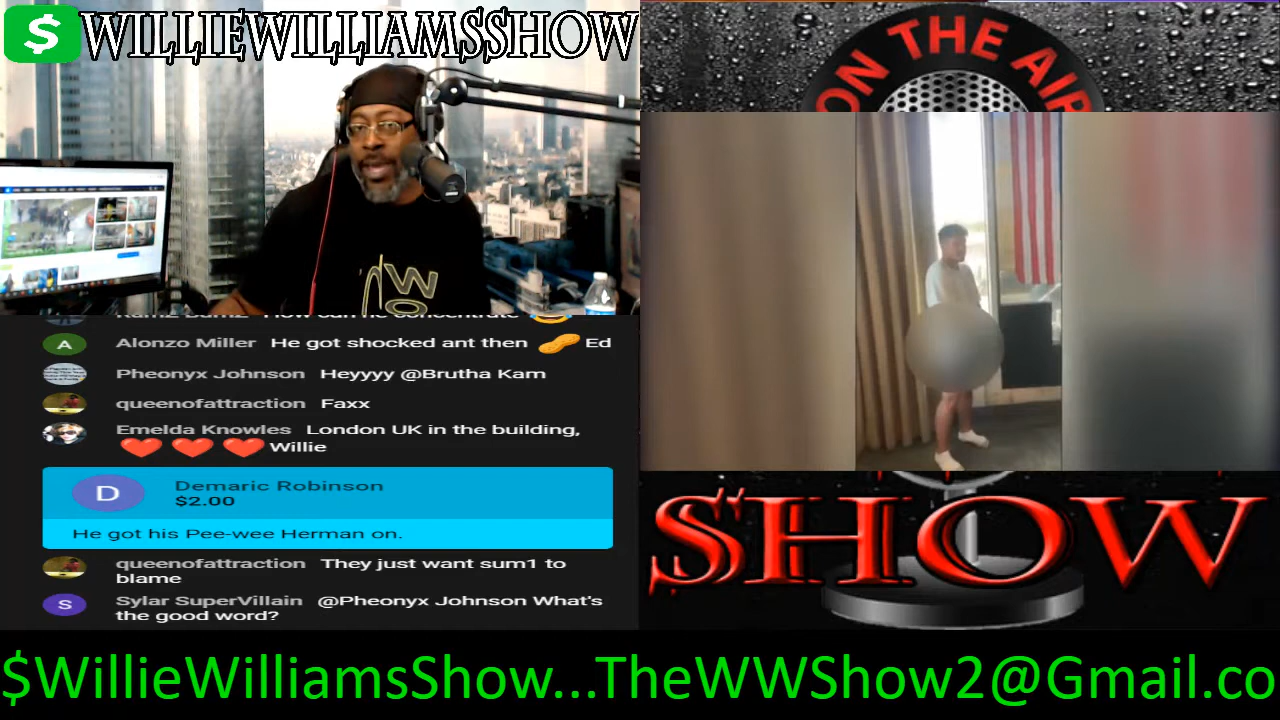 $ WILLIEWILLIAMSSHOW
ON THE AIR
W
O
A Alonzo Miller He got shocked ant then 🥜 Ed
Pheonyx Johnson Heyyyy @Brutha Kam
queenofattraction Faxx
Emelda Knowles London UK in the building,
❤️ ❤️ ❤️ Willie
D Demaric Robinson
$2.00
He got his Pee-wee Herman on.
queenofattraction They just want sum1 to
blame
S Sylar SuperVillain @Pheonyx Johnson What's
the good word?
SHOW
$WillieWilliamsShow...TheWWShow2@Gmail.co